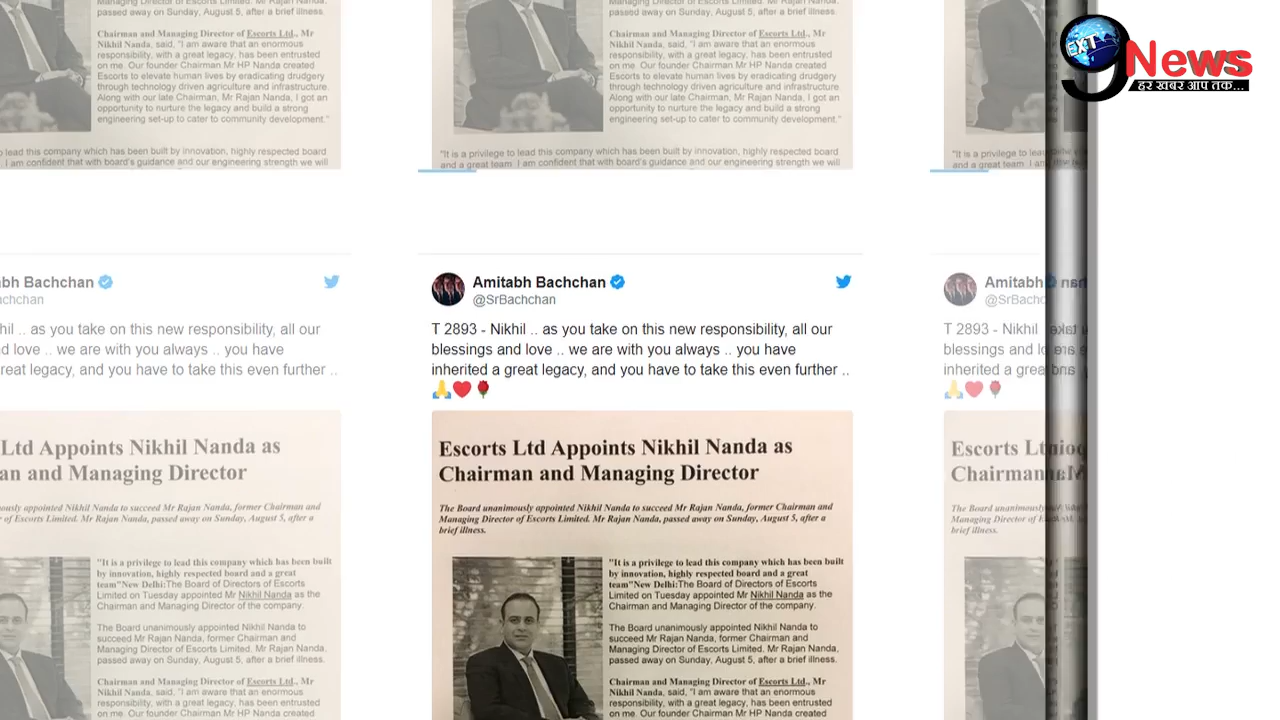 Managing Director of Escorts Limited. Mr Rajan Nanda,
passed away on Sunday, August 5, after a brief illness.
Chairman and Managing Director of Escorts Ltd., Mr
Nikhil Nanda, said, "I am aware that an enormous
responsibility, with a great legacy, has been entrusted
on me. Our founder Chairman Mr HP Nanda created
Escorts to elevate human lives by eradicating drudgery
through technology driven agriculture and infrastructure.
Along with our late Chairman, Mr Rajan Nanda, I got an
opportunity to nurture the legacy and build a strong
engineering set-up to cater to community development."
"It is a privilege to lead this company which has been built by innovation, highly respected board
and a great team. I am confident that with board's guidance and our engineering strength we will
EXT
9 News
हर खबर आप तक...
Amitabh Bachchan
@SrBachchan
T 2893 - Nikhil .. as you take on this new responsibility, all our
blessings and love .. we are with you always .. you have
inherited a great legacy, and you have to take this even further ..
🙏❤️🌹
Escorts Ltd Appoints Nikhil Nanda as
Chairman and Managing Director
The Board unanimously appointed Nikhil Nanda to succeed Mr Rajan Nanda, former Chairman and
Managing Director of Escorts Limited. Mr Rajan Nanda, passed away on Sunday, August 5, after a
brief illness.
"It is a privilege to lead this company which has been built
by innovation, highly respected board and a great
team"New Delhi:The Board of Directors of Escorts
Limited on Tuesday appointed Mr Nikhil Nanda as the
Chairman and Managing Director of the company.
The Board unanimously appointed Nikhil Nanda to
succeed Mr Rajan Nanda, former Chairman and
Managing Director of Escorts Limited. Mr Rajan Nanda,
passed away on Sunday, August 5, after a brief illness.
Chairman and Managing Director of Escorts Ltd., Mr
Nikhil Nanda, said, "I am aware that an enormous
responsibility, with a great legacy, has been entrusted
on me. Our founder Chairman Mr HP Nanda created